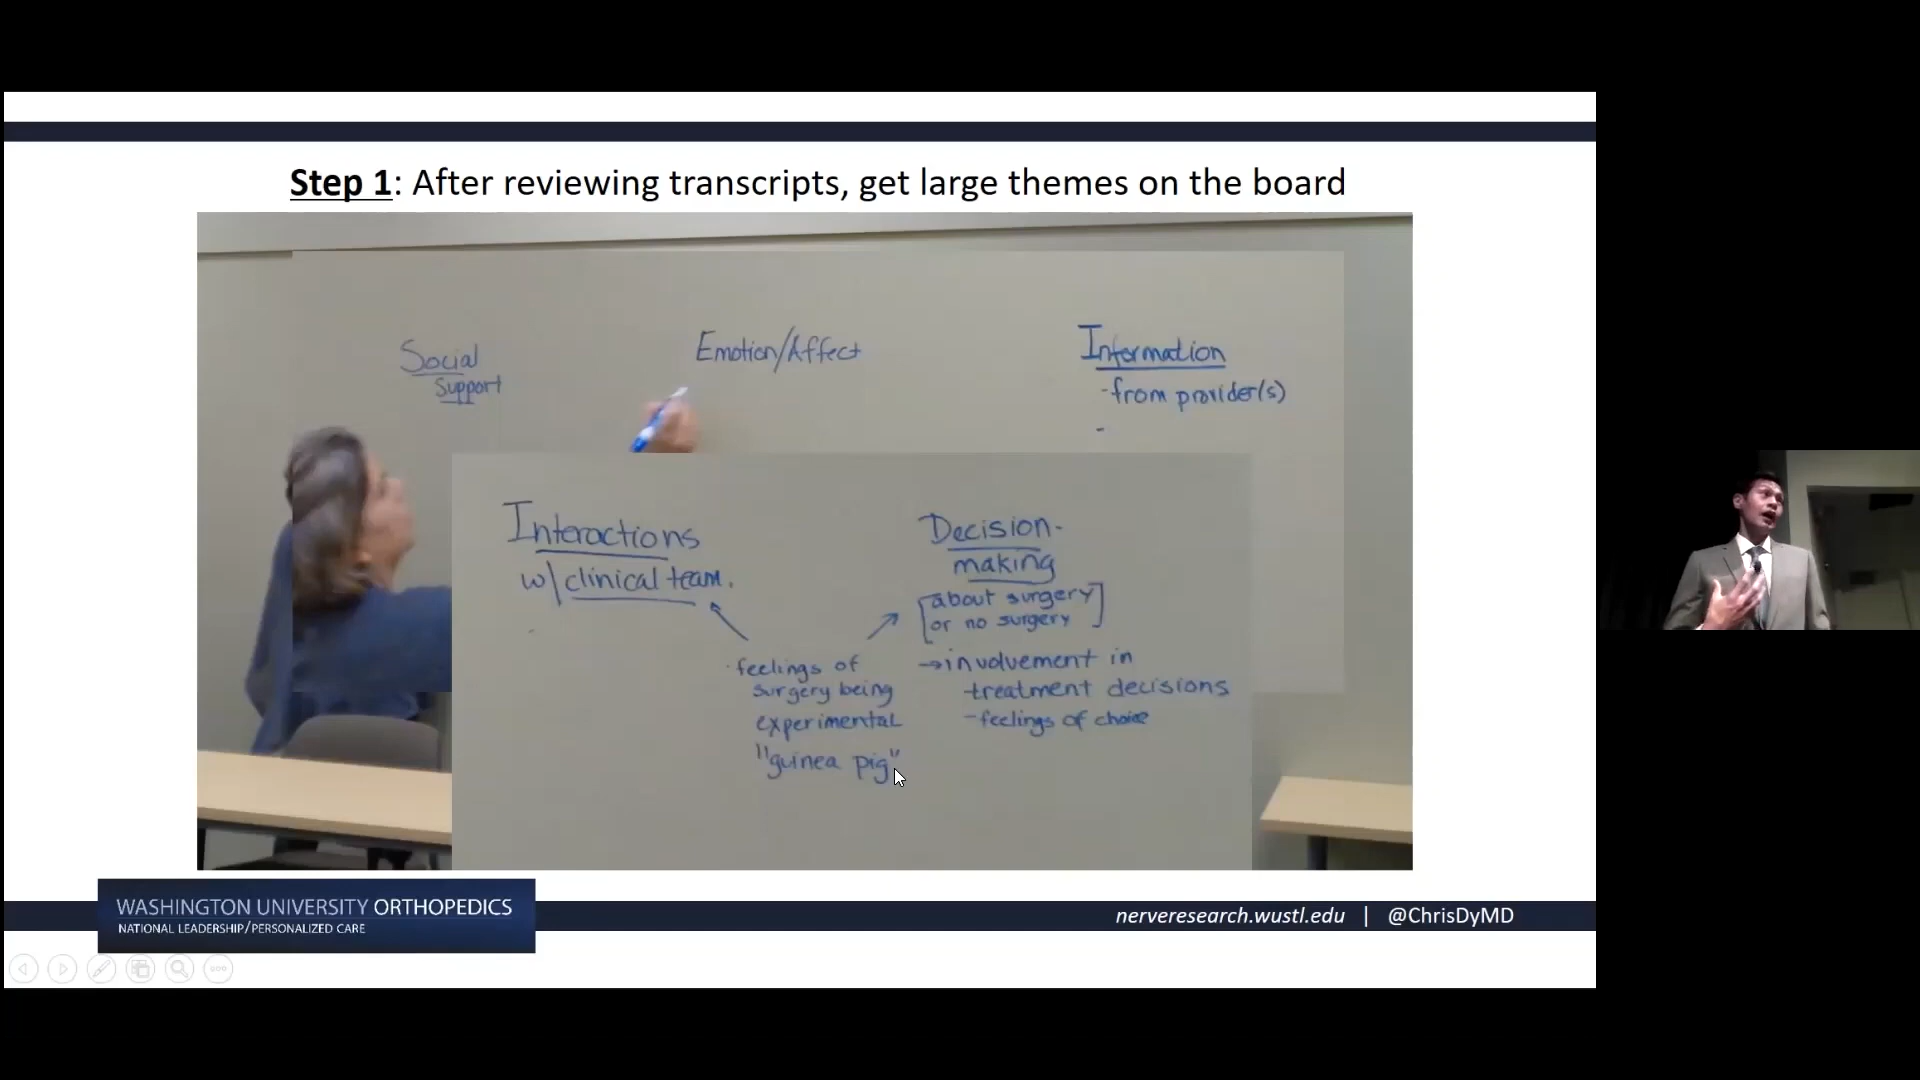 Step 1: After reviewing transcripts, get large themes on the board
Social
Support
Emotion/Affect
Information
-from provider(s)
-
Interactions
w/ clinical team.
-feelings of
surgery being
experimental
"guinea pig"
Decision-
making
[about surgery
or no surgery]
→involvement in
treatment decisions
-feelings of choice
WASHINGTON UNIVERSITY ORTHOPEDICS
NATIONAL LEADERSHIP/PERSONALIZED CARE
nerveresearch.wustl.edu | @ChrisDyMD